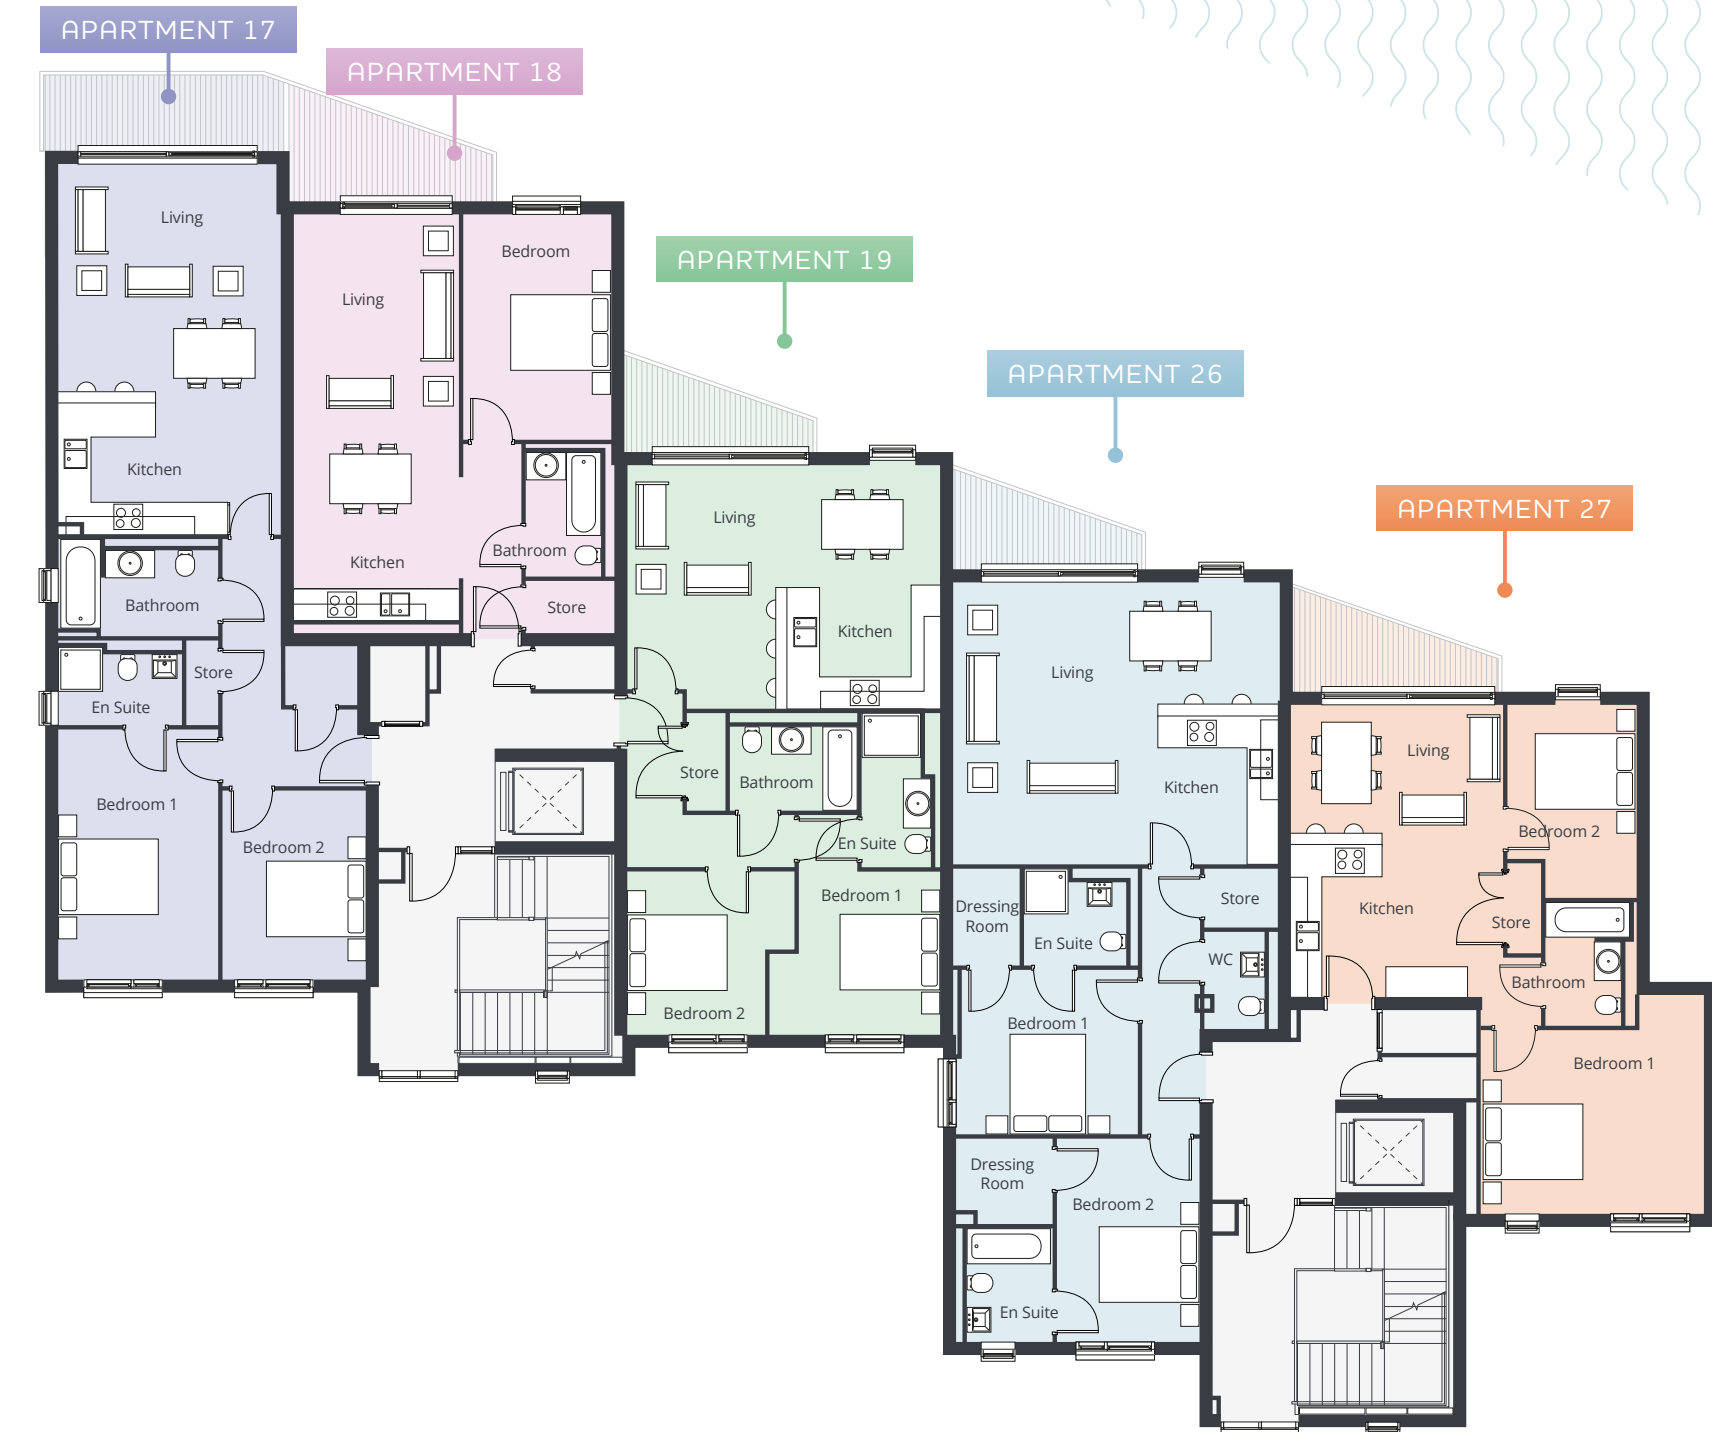 APARTMENT 17
APARTMENT 18
Living
Kitchen
Bathroom
En Suite
Store
Bedroom 1
Bedroom 2
Living
Bedroom
Kitchen
Bathroom
Store
APARTMENT 19
Living
Kitchen
Store
Bathroom
En Suite
Bedroom 1
Bedroom 2
APARTMENT 26
Living
Kitchen
Dressing
Room
En Suite
Store
WC
Bedroom 1
Dressing
Room
Bedroom 2
En Suite
APARTMENT 27
Living
Bedroom 2
Kitchen
Store
Bathroom
Bedroom 1